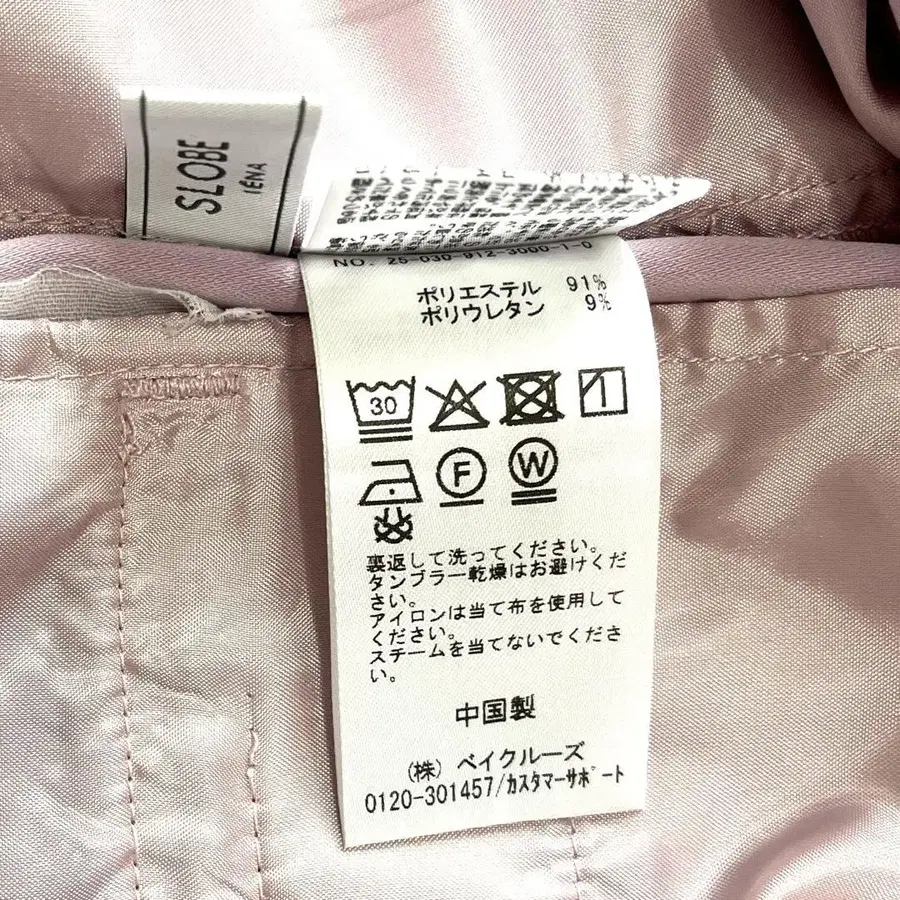 SLOBE
IÉNA
NO. 25-030-912-3060-1-0
ポリエステル 91%
ポリウレタン 9%
30
F
W
裏返して洗ってください。
タンブラー乾燥はお避けくだ
さい。
アイロンは当て布を使用して
ください。
スチームを当てないでくださ
い。
中国製
(株) ベイクルーズ
0120-301457/カスタマーサポート